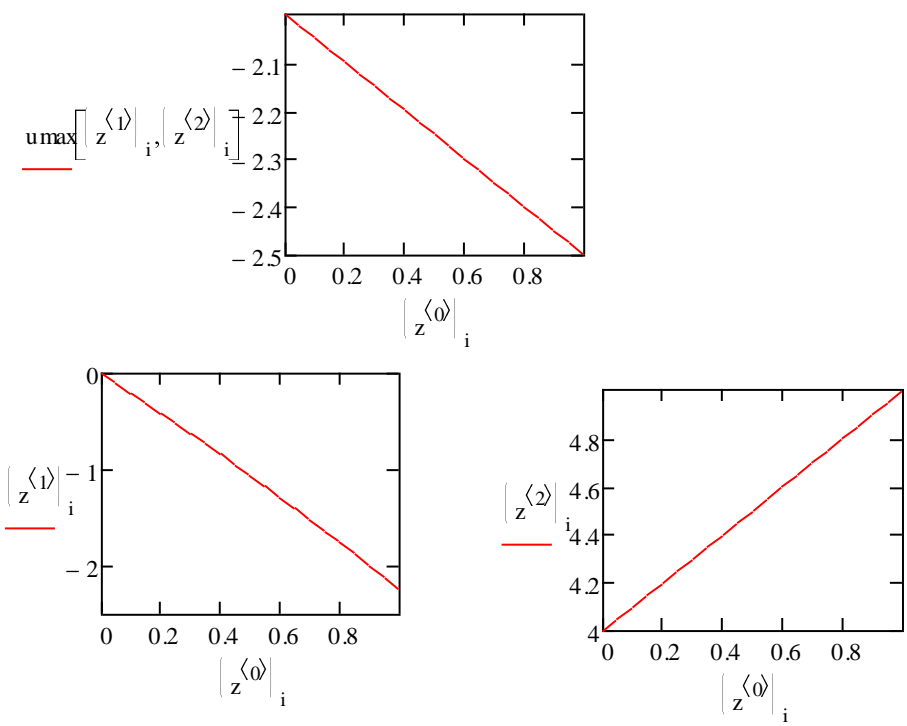 − 2.1
− 2.2
− 2.3
− 2.4
− 2.5
umax[(z⟨1⟩)i,(z⟨2⟩)i]
0 0.2 0.4 0.6 0.8
(z⟨0⟩)i
0
− 1
− 2
(z⟨1⟩)i
0 0.2 0.4 0.6 0.8
(z⟨0⟩)i
4.8
4.6
4.4
4.2
4
(z⟨2⟩)i
0 0.2 0.4 0.6 0.8
(z⟨0⟩)i